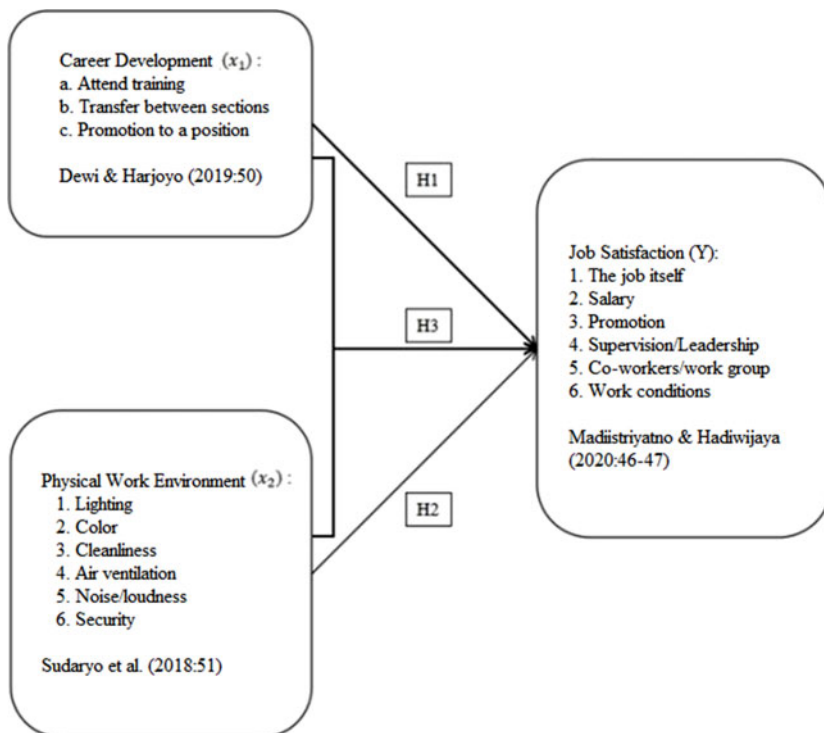 Career Development (x₁) :
a. Attend training
b. Transfer between sections
c. Promotion to a position
Dewi & Harjoyo (2019:50)
H1
Job Satisfaction (Y):
1. The job itself
2. Salary
3. Promotion
4. Supervision/Leadership
5. Co-workers/work group
6. Work conditions
Madiistriyatno & Hadiwijaya
(2020:46-47)
H3
Physical Work Environment (x₂) :
1. Lighting
2. Color
3. Cleanliness
4. Air ventilation
5. Noise/loudness
6. Security
Sudaryo et al. (2018:51)
H2